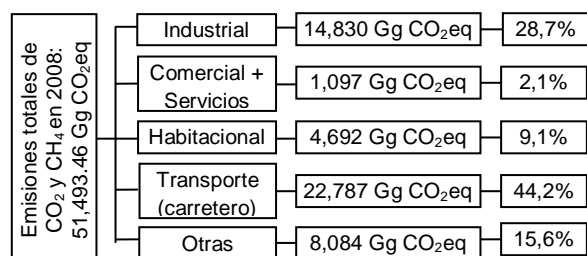 Emisiones totales de
CO₂ y CH₄ en 2008:
51,493.46 Gg CO₂eq
Industrial
14,830 Gg CO₂eq
28,7%
Comercial +
Servicios
1,097 Gg CO₂eq
2,1%
Habitacional
4,692 Gg CO₂eq
9,1%
Transporte
(carretero)
22,787 Gg CO₂eq
44,2%
Otras
8,084 Gg CO₂eq
15,6%